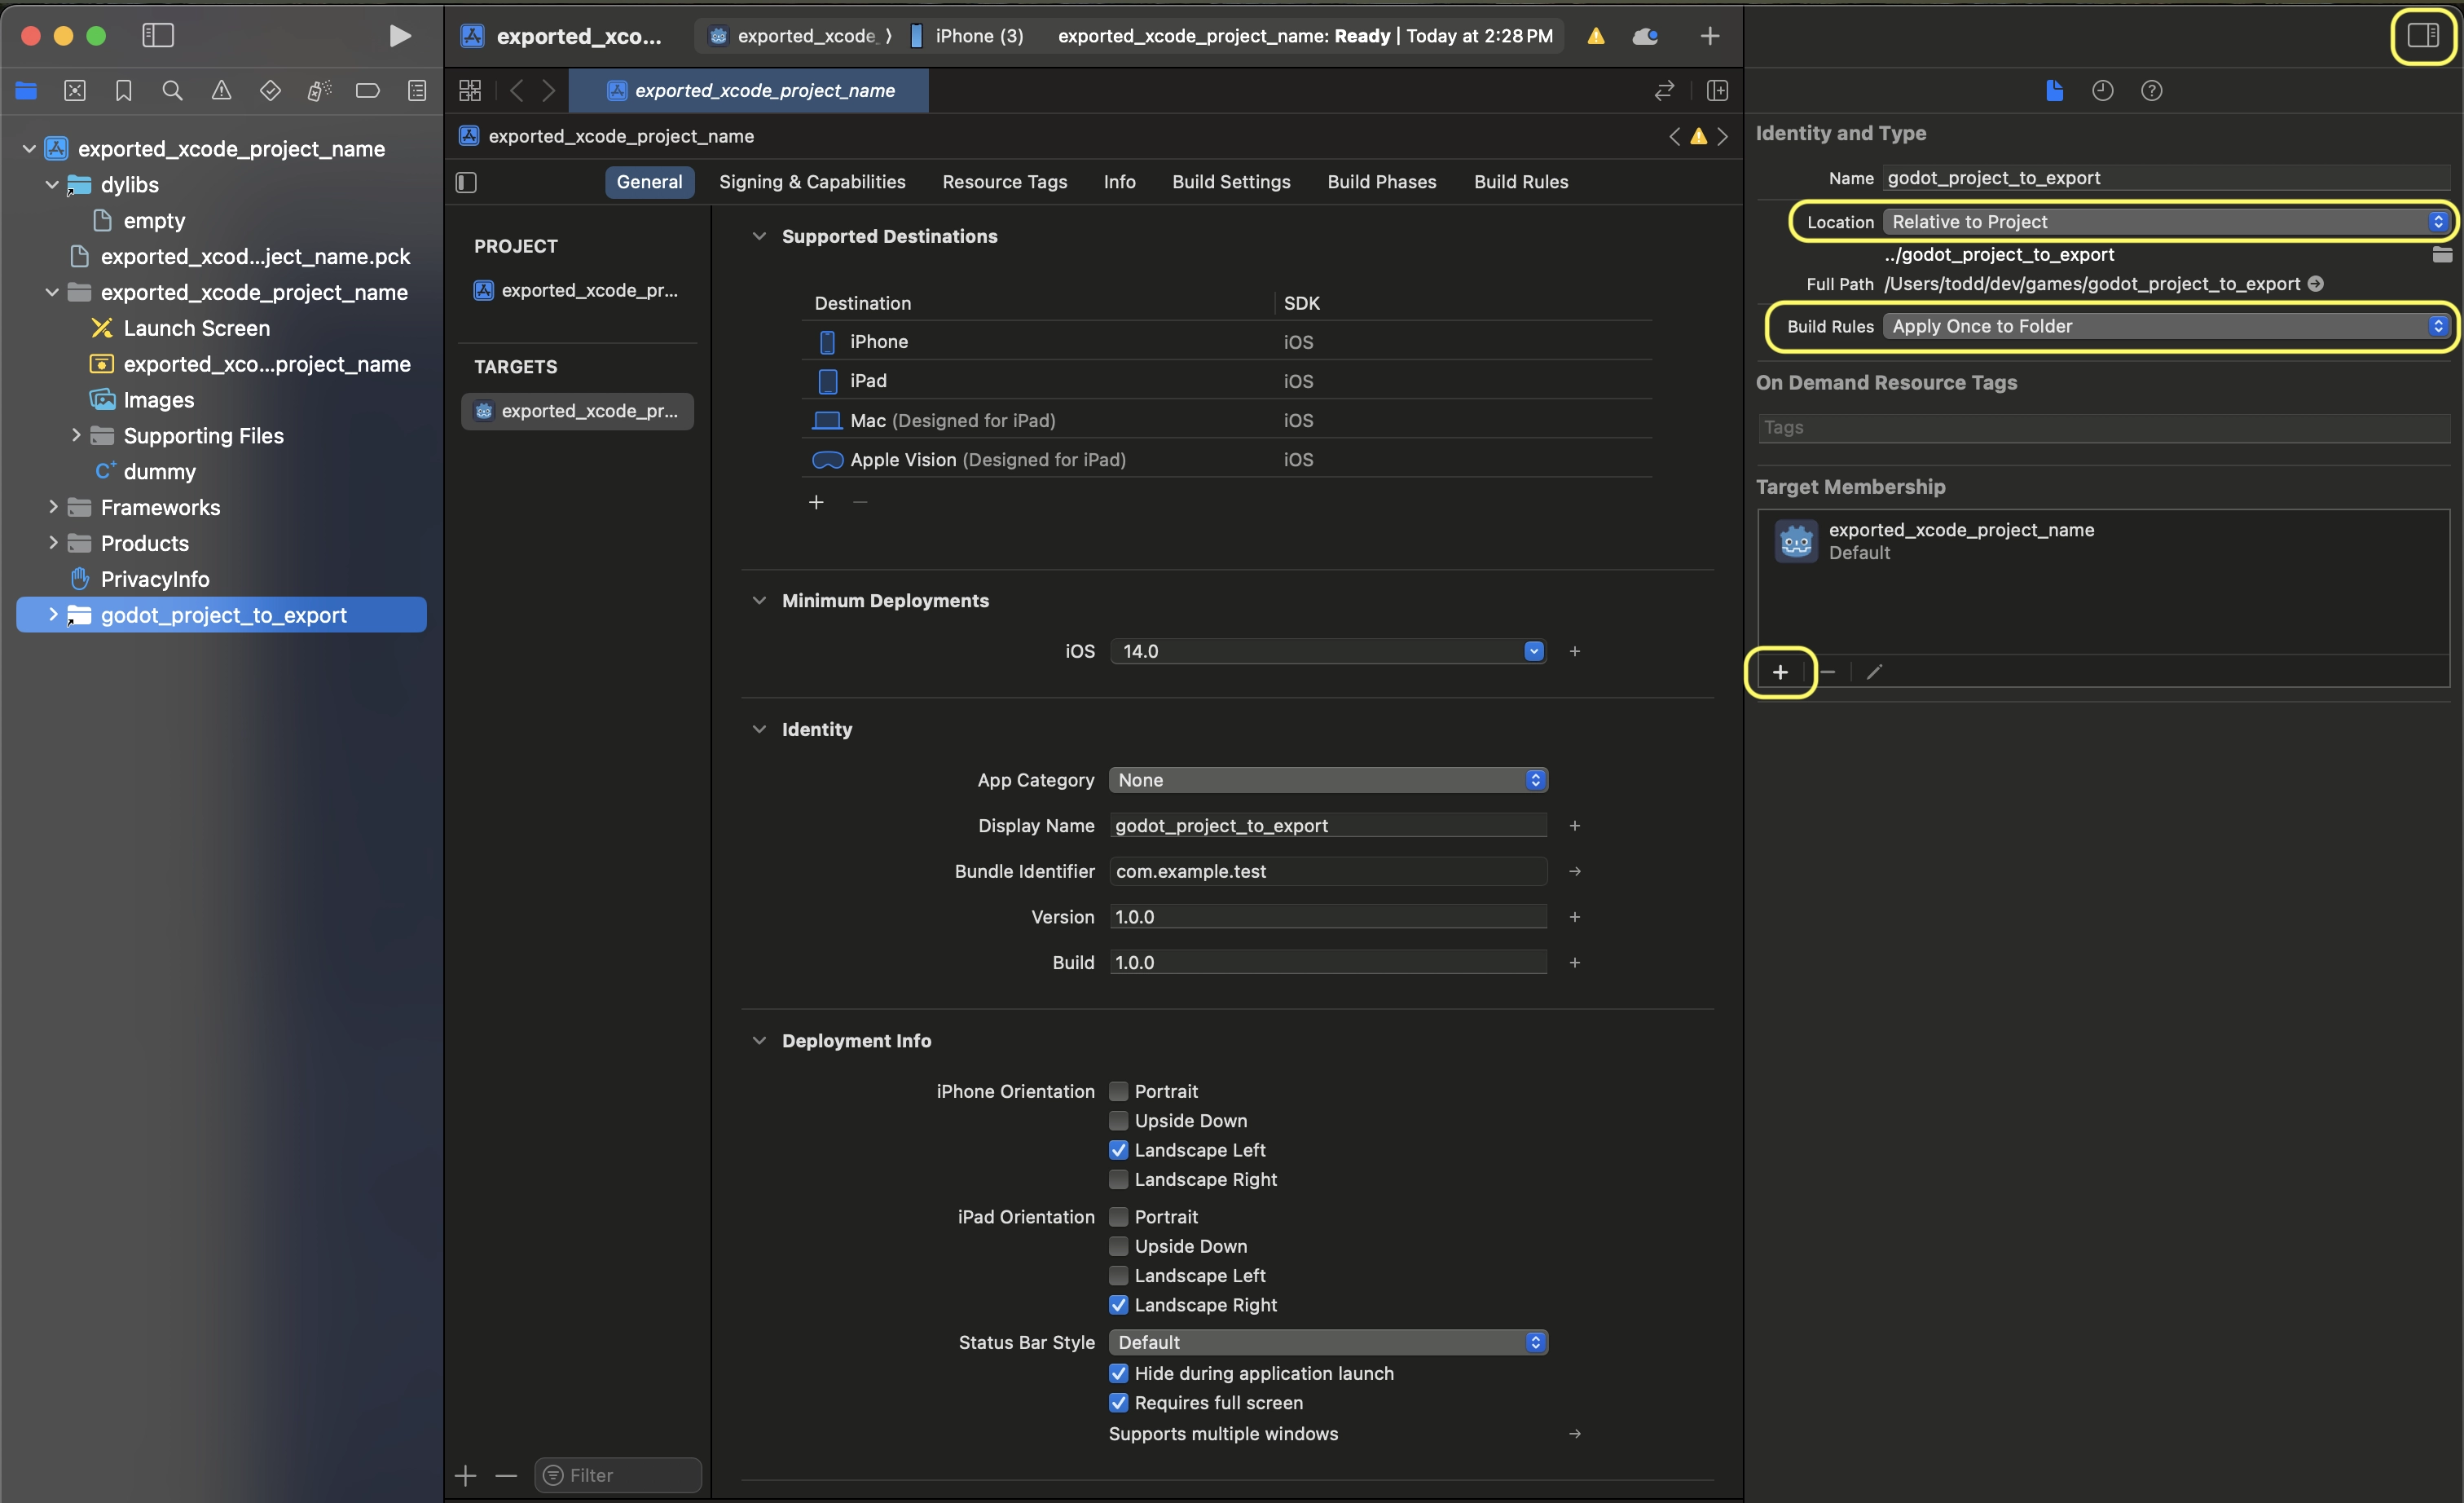 exported_xco...
exported_xcode_
iPhone (3)
exported_xcode_project_name: Ready | Today at 2:28 PM
exported_xcode_project_name
dylibs
empty
exported_xcod...ject_name.pck
exported_xcode_project_name
Launch Screen
exported_xco...project_name
Images
Supporting Files
dummy
Frameworks
Products
PrivacyInfo
godot_project_to_export
exported_xcode_project_name
exported_xcode_project_name
General
Signing & Capabilities
Resource Tags
Info
Build Settings
Build Phases
Build Rules
PROJECT
exported_xcode_pr...
TARGETS
exported_xcode_pr...
Filter
Supported Destinations
Destination SDK
iPhone iOS
iPad iOS
Mac (Designed for iPad) iOS
Apple Vision (Designed for iPad) iOS
Minimum Deployments
iOS 14.0
Identity
App Category None
Display Name godot_project_to_export
Bundle Identifier com.example.test
Version 1.0.0
Build 1.0.0
Deployment Info
iPhone Orientation Portrait
Upside Down
Landscape Left
Landscape Right
iPad Orientation Portrait
Upside Down
Landscape Left
Landscape Right
Status Bar Style Default
Hide during application launch
Requires full screen
Supports multiple windows
Identity and Type
Name godot_project_to_export
Location Relative to Project
../godot_project_to_export
Full Path /Users/todd/dev/games/godot_project_to_export
Build Rules Apply Once to Folder
On Demand Resource Tags
Tags
Target Membership
exported_xcode_project_name
Default